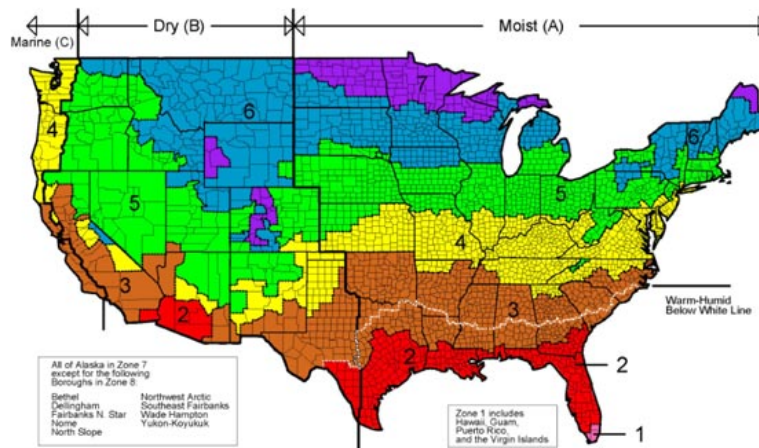 Marine (C)
Dry (B)
Moist (A)
7
6
6
4
5
5
4
3
3
2
2
Warm-Humid
Below White Line
2
1
All of Alaska in Zone 7
except for the following
Boroughs in Zone 8:
Bethel
Dellingham
Fairbanks N. Star
Nome
North Slope
Northwest Arctic
Southeast Fairbanks
Wade Hampton
Yukon-Koyukuk
Zone 1 includes
Hawaii, Guam,
Puerto Rico,
and the Virgin Islands